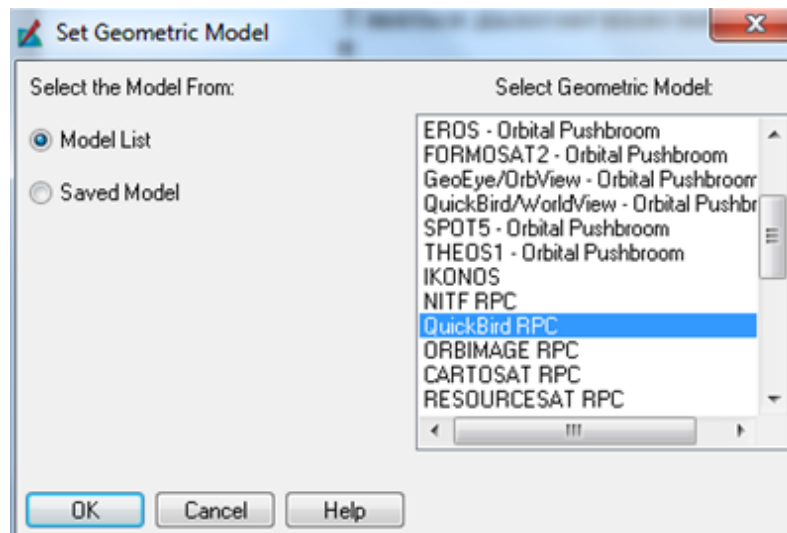 Set Geometric Model
Select the Model From:
Model List
Saved Model
Select Geometric Model:
EROS - Orbital Pushbroom
FORMOSAT2 - Orbital Pushbroom
GeoEye/OrbView - Orbital Pushbroom
QuickBird/WorldView - Orbital Pushbr
SPOT5 - Orbital Pushbroom
THEOS1 - Orbital Pushbroom
IKONOS
NITF RPC
QuickBird RPC
ORBIMAGE RPC
CARTOSAT RPC
RESOURCESAT RPC
OK
Cancel
Help